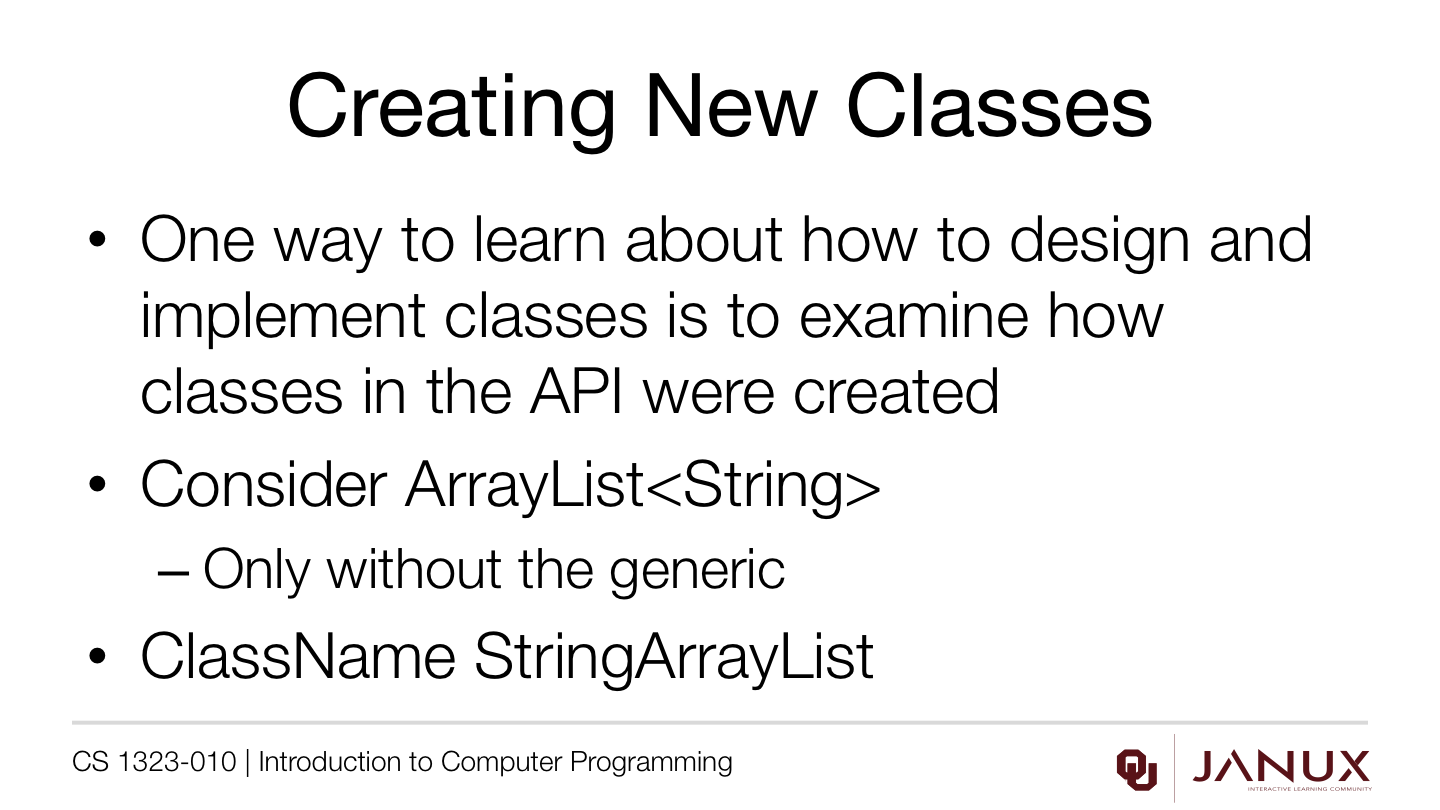 Creating New Classes
• One way to learn about how to design and
implement classes is to examine how
classes in the API were created
• Consider ArrayList<String>
– Only without the generic
• ClassName StringArrayList
CS 1323-010 | Introduction to Computer Programming
OU
JANUX
INTERACTIVE LEARNING COMMUNITY